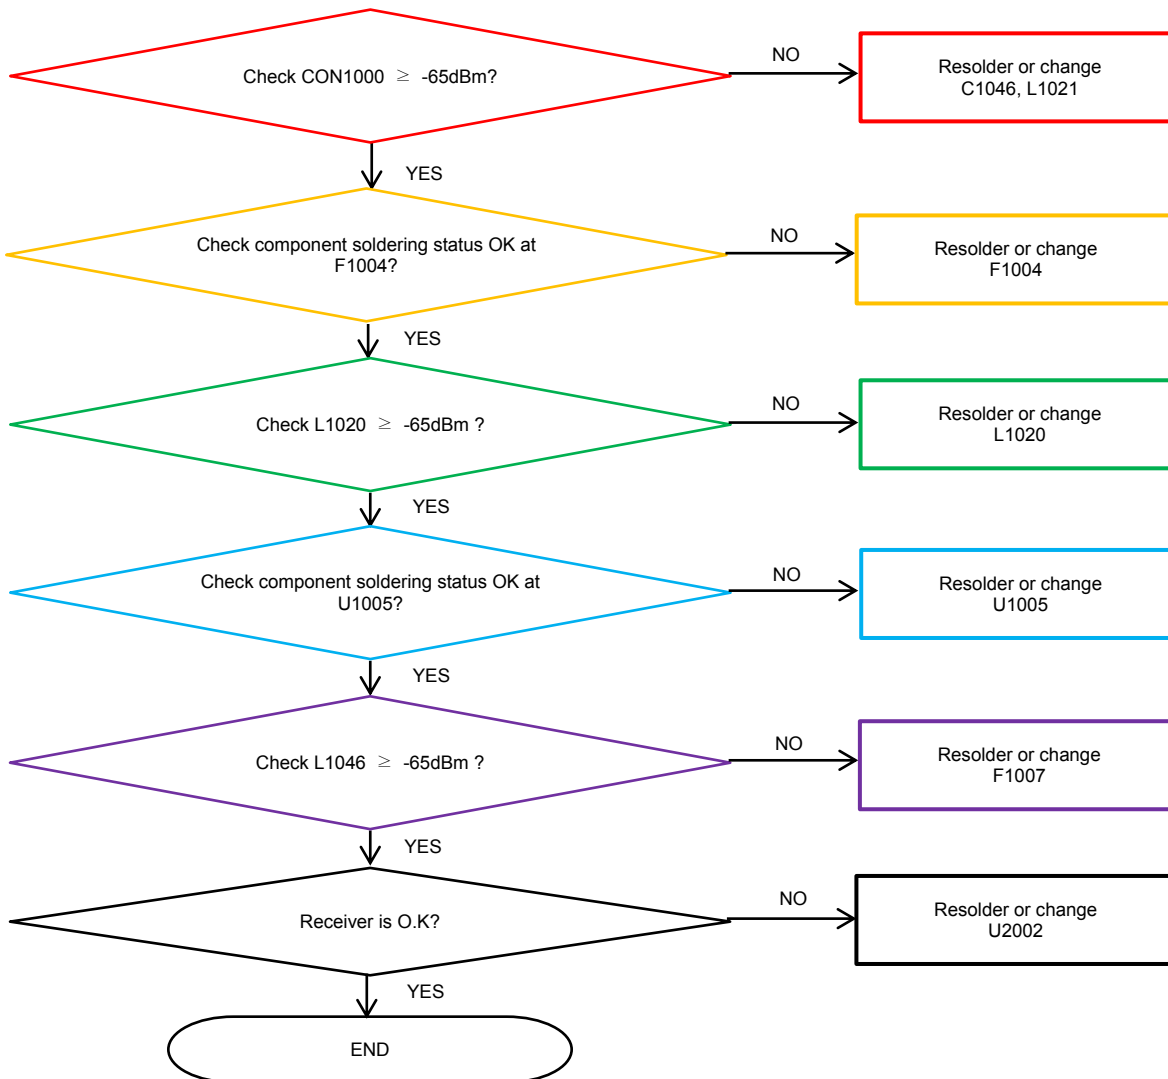 Check CON1000 ≥ -65dBm?
NO
Resolder or change
C1046, L1021
YES
Check component soldering status OK at
F1004?
NO
Resolder or change
F1004
YES
Check L1020 ≥ -65dBm ?
NO
Resolder or change
L1020
YES
Check component soldering status OK at
U1005?
NO
Resolder or change
U1005
YES
Check L1046 ≥ -65dBm ?
NO
Resolder or change
F1007
YES
Receiver is O.K?
NO
Resolder or change
U2002
YES
END